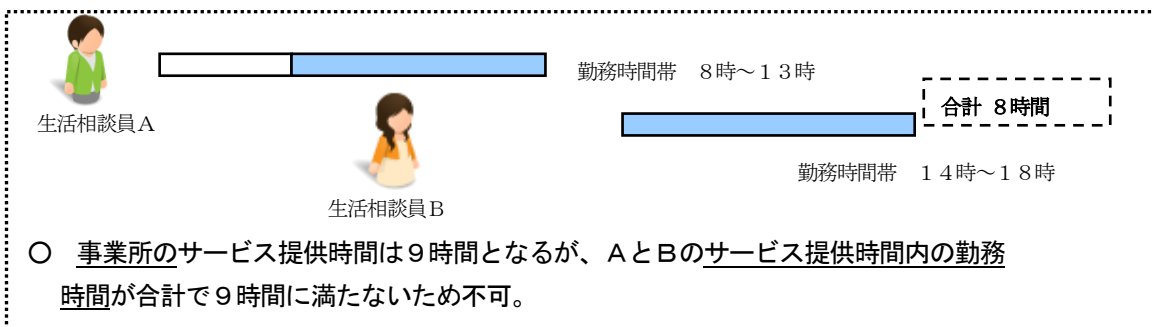 勤務時間帯　8時～13時
合計 8時間
生活相談員A
勤務時間帯　14時～18時
生活相談員B
○　事業所のサービス提供時間は９時間となるが、ＡとＢのサービス提供時間内の勤務
時間が合計で９時間に満たないため不可。